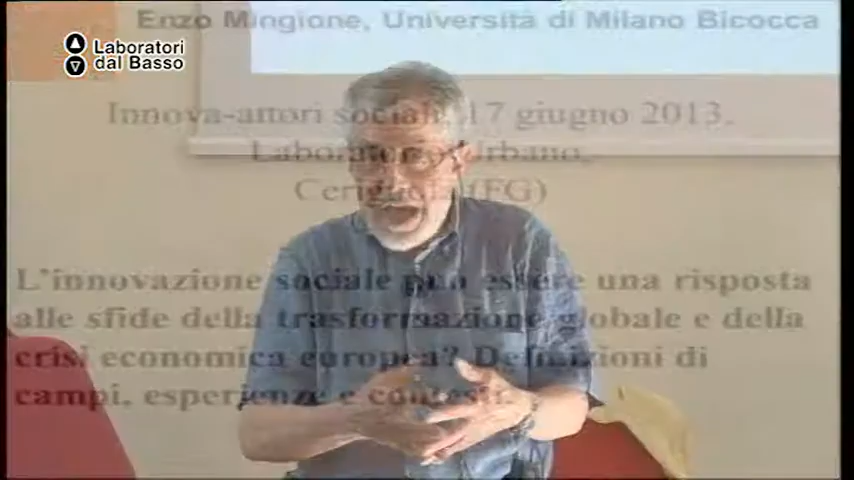 Enzo Mingione, Università di Milano Bicocca
Laboratori
dal Basso
Innova-attori sociali, 17 giugno 2013.
Laboratorio Urbano,
Cerignola (FG)
L'innovazione sociale può essere una risposta
alle sfide della trasformazione globale e della
crisi economica europea? Definizioni di
campi, esperienze e contesti.